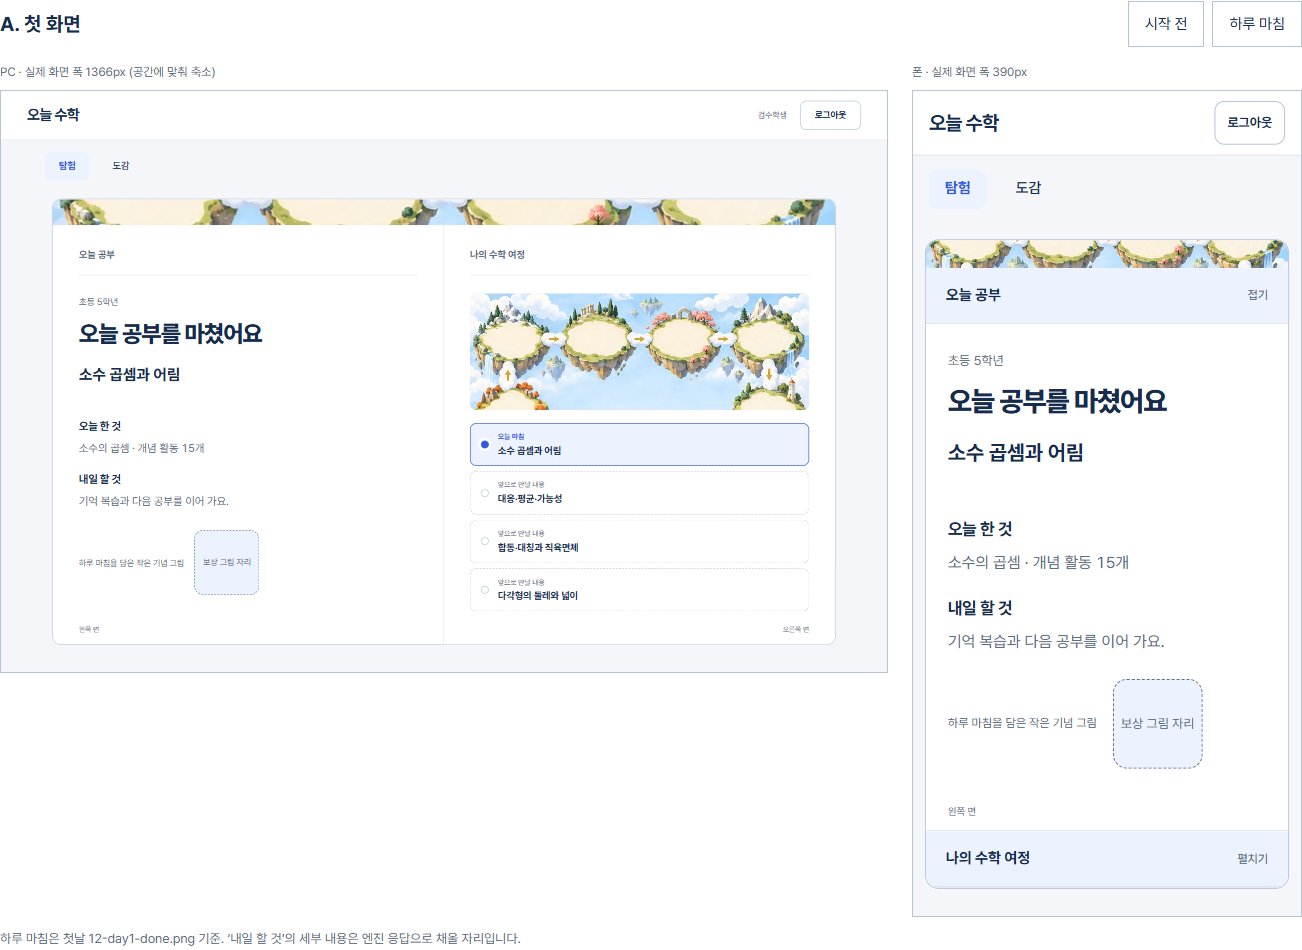 A. 첫 화면
시작 전
하루 마침
PC · 실제 화면 폭 1366px (공간에 맞춰 축소)
오늘 수학
검수학생
로그아웃
탐험
도감
오늘 공부
초등 5학년
오늘 공부를 마쳤어요
소수 곱셈과 어림
오늘 한 것
소수의 곱셈 · 개념 활동 15개
내일 할 것
기억 복습과 다음 공부를 이어 가요.
하루 마침을 담은 작은 기념 그림
보상 그림 자리
왼쪽 면
나의 수학 여정
오늘 마침
소수 곱셈과 어림
앞으로 만날 내용
대응·평균·가능성
앞으로 만날 내용
합동·대칭과 직육면체
앞으로 만날 내용
다각형의 둘레와 넓이
오른쪽 면
폰 · 실제 화면 폭 390px
오늘 수학
로그아웃
탐험
도감
오늘 공부
접기
초등 5학년
오늘 공부를 마쳤어요
소수 곱셈과 어림
오늘 한 것
소수의 곱셈 · 개념 활동 15개
내일 할 것
기억 복습과 다음 공부를 이어 가요.
하루 마침을 담은 작은 기념 그림
보상 그림 자리
왼쪽 면
나의 수학 여정
펼치기
하루 마침은 첫날 12-day1-done.png 기준. ‘내일 할 것’의 세부 내용은 엔진 응답으로 채울 자리입니다.